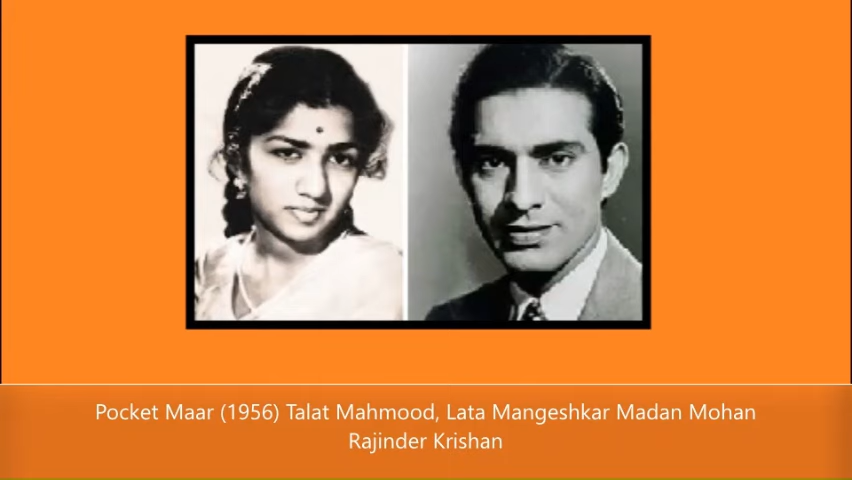 Pocket Maar (1956) Talat Mahmood, Lata Mangeshkar Madan Mohan
Rajinder Krishan